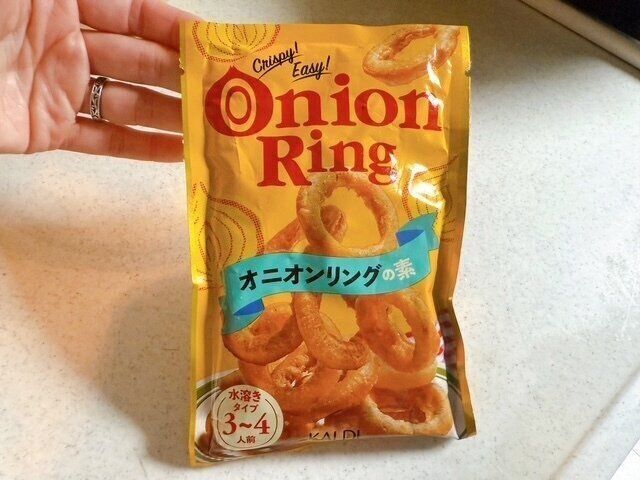 Crispy!
Easy!
Onion
Ring
オニオンリングの素
水溶き
タイプ
3〜4
人前
KALDI